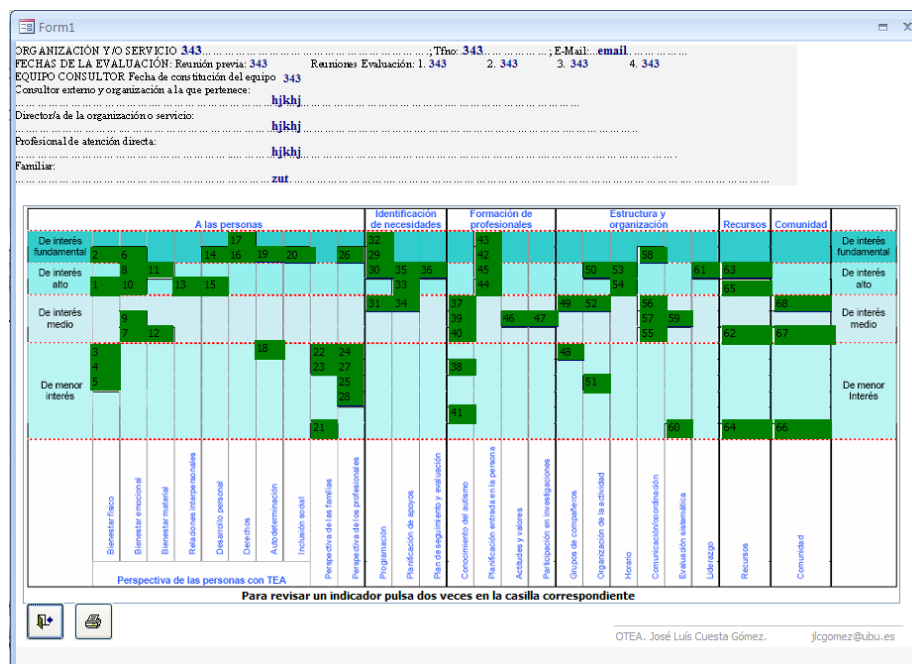 Form1
ORGANIZACIÓN Y/O SERVICIO 343 ; Tfno: 343 ; E-Mail: email
FECHAS DE LA EVALUACIÓN: Reunión previa: 343 Reuniones Evaluación: 1. 343 2. 343 3. 343 4. 343
EQUIPO CONSULTOR Fecha de constitución del equipo 343
Consultor externo y organización a la que pertenece:
hjkhj
Director/a de la organización o servicio:
hjkhj
Profesional de atención directa:
hjkhj
Familiar:
zut
A las personas
Identificación de necesidades
Formación de profesionales
Estructura y organización
Recursos
Comunidad
De interés fundamental
17 32 43
2 6 14 16 19 20 26 29 42 58
De interés fundamental
De interés alto
8 11 30 35 36 45 50 53 61 63
1 10 13 15 33 44 54 65
De interés alto
De interés medio
31 34 37 49 52 56 68
9 39 46 47 57 59
7 12 40 55 62 67
De interés medio
De menor interés
3 18 22 24 48
4 23 27 38
5 25 51
28
41
21 60 64 66
De menor Interés
Bienestar físico
Bienestar emocional
Bienestar material
Relaciones interpersonales
Desarrollo personal
Derechos
Autodeterminación
Inclusión social
Perspectiva de las familias
Perspectiva de los profesionales
Programación
Planificación de apoyos
Plan de seguimiento y evaluación
Conocimiento del autismo
Planificación entrada en la persona
Actitudes y valores
Participación en investigaciones
Grupos de compañeros
Organización de la actividad
Horario
Comunicación/ocordinación
Evaluación sistemática
Liderazgo
Recursos
Comunidad
Perspectiva de las personas con TEA
Para revisar un indicador pulsa dos veces en la casilla correspondiente
OTEA. José Luís Cuesta Gómez. jlcgomez@ubu.es